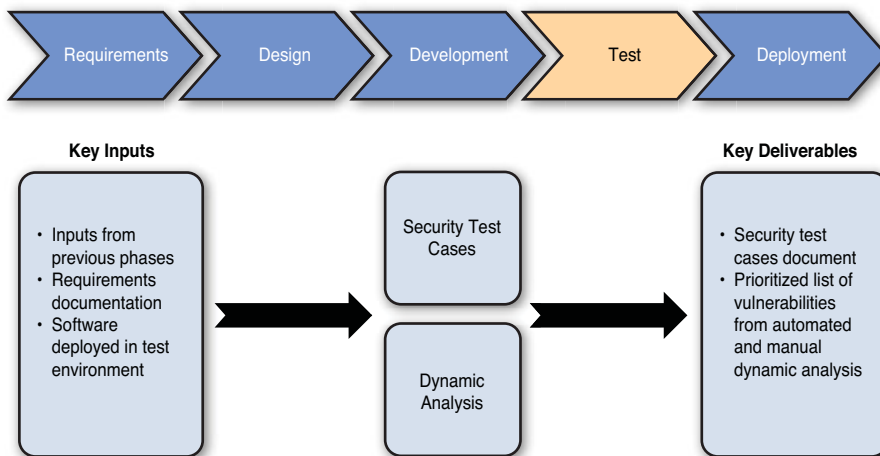 Requirements
Design
Development
Test
Deployment
Key Inputs
Key Deliverables
• Inputs from
previous phases
• Requirements
documentation
• Software
deployed in test
environment
Security Test
Cases
Dynamic
Analysis
• Security test
cases document
• Prioritized list of
vulnerabilities
from automated
and manual
dynamic analysis